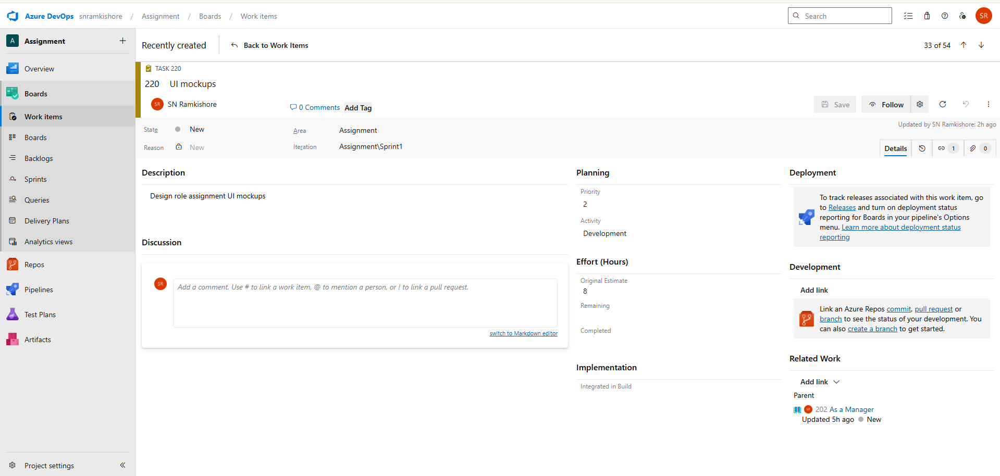 Azure DevOps snramkishore / Assignment / Boards / Work items
Search
SR
A Assignment
Overview
Boards
Work items
Boards
Backlogs
Sprints
Queries
Delivery Plans
Analytics views
Repos
Pipelines
Test Plans
Artifacts
Project settings
Recently created
Back to Work Items
33 of 54
TASK 220
220 UI mockups
SR SN Ramkishore
0 Comments
Add Tag
Save
Follow
State New
Area Assignment
Updated by SN Ramkishore: 2h ago
Reason New
Iteration Assignment\Sprint1
Details
1
0
Description
Design role assignment UI mockups
Discussion
SR
Add a comment. Use # to link a work item, @ to mention a person, or ! to link a pull request.
switch to Markdown editor
Planning
Priority
2
Activity
Development
Effort (Hours)
Original Estimate
8
Remaining
Completed
Implementation
Integrated in Build
Deployment
To track releases associated with this work item, go
to Releases and turn on deployment status
reporting for Boards in your pipeline's Options
menu. Learn more about deployment status
reporting
Development
Add link
Link an Azure Repos commit, pull request or
branch to see the status of your development. You
can also create a branch to get started.
Related Work
Add link
Parent
SR 202 As a Manager
Updated 5h ago New